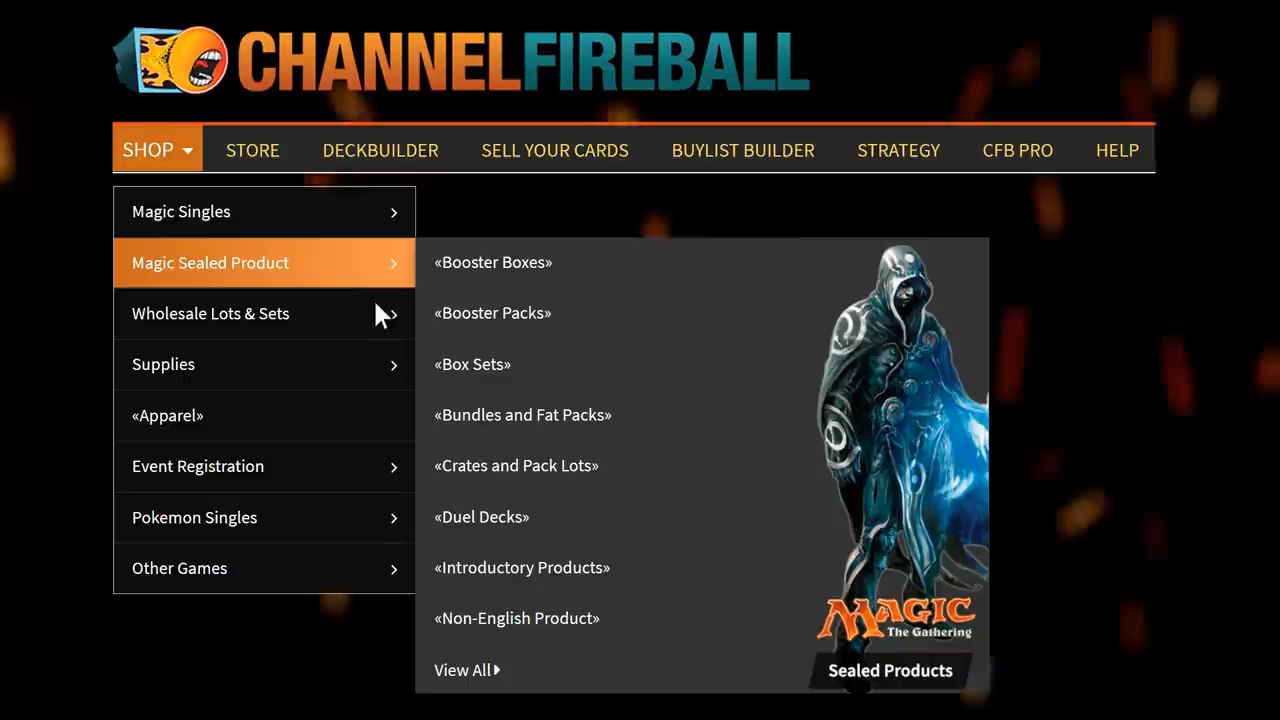 CHANNELFIREBALL
SHOP
STORE
DECKBUILDER
SELL YOUR CARDS
BUYLIST BUILDER
STRATEGY
CFB PRO
HELP
Magic Singles
Magic Sealed Product
Wholesale Lots & Sets
Supplies
«Apparel»
Event Registration
Pokemon Singles
Other Games
«Booster Boxes»
«Booster Packs»
«Box Sets»
«Bundles and Fat Packs»
«Crates and Pack Lots»
«Duel Decks»
«Introductory Products»
«Non-English Product»
View All
MAGIC
The Gathering
Sealed Products